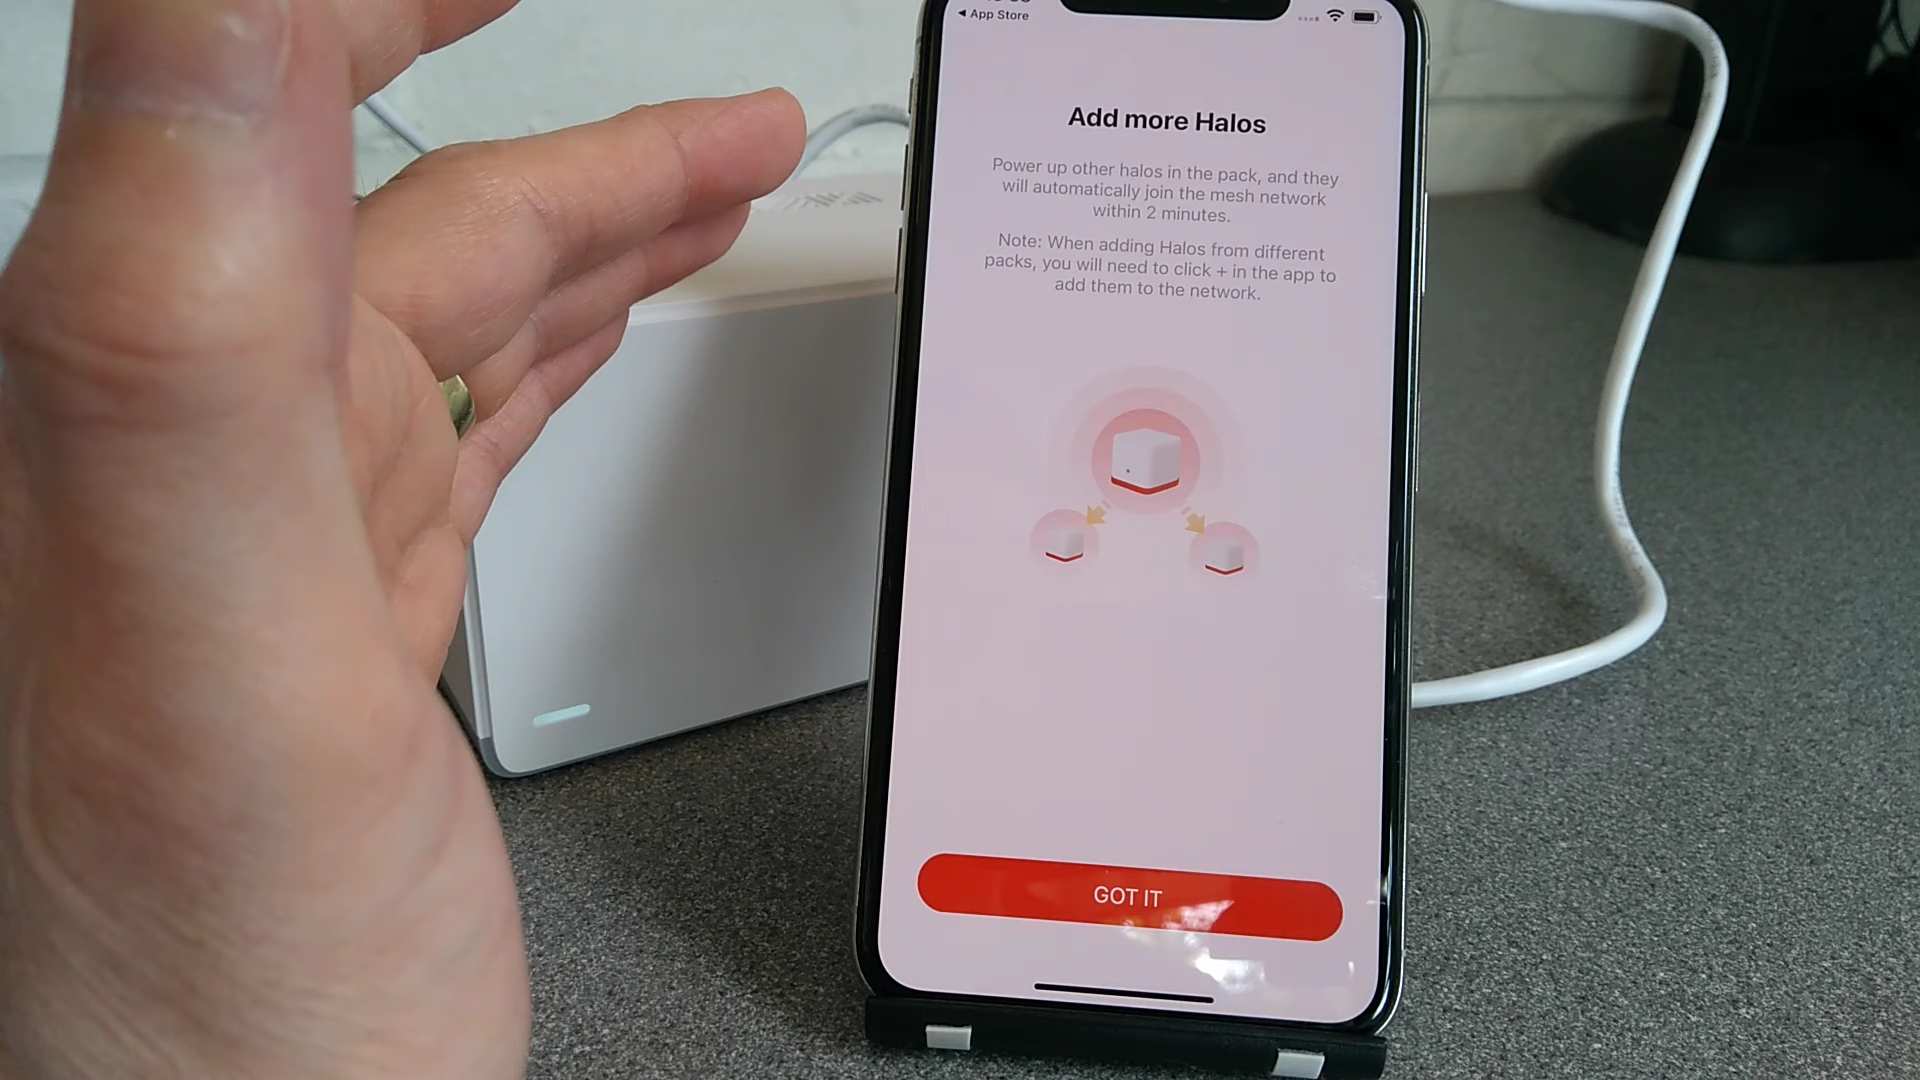 ◀ App Store
Add more Halos
Power up other halos in the pack, and they
will automatically join the mesh network
within 2 minutes.
Note: When adding Halos from different
packs, you will need to click + in the app to
add them to the network.
GOT IT